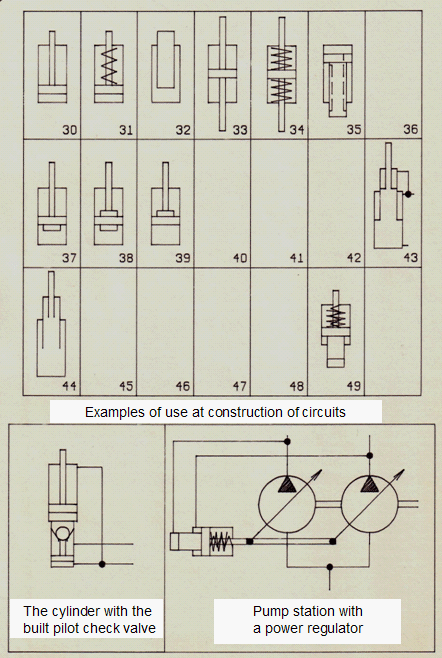 30 31 32 33 34 35 36
37 38 39 40 41 42 43
44 45 46 47 48 49
Examples of use at construction of circuits
The cylinder with the
built pilot check valve
Pump station with
a power regulator